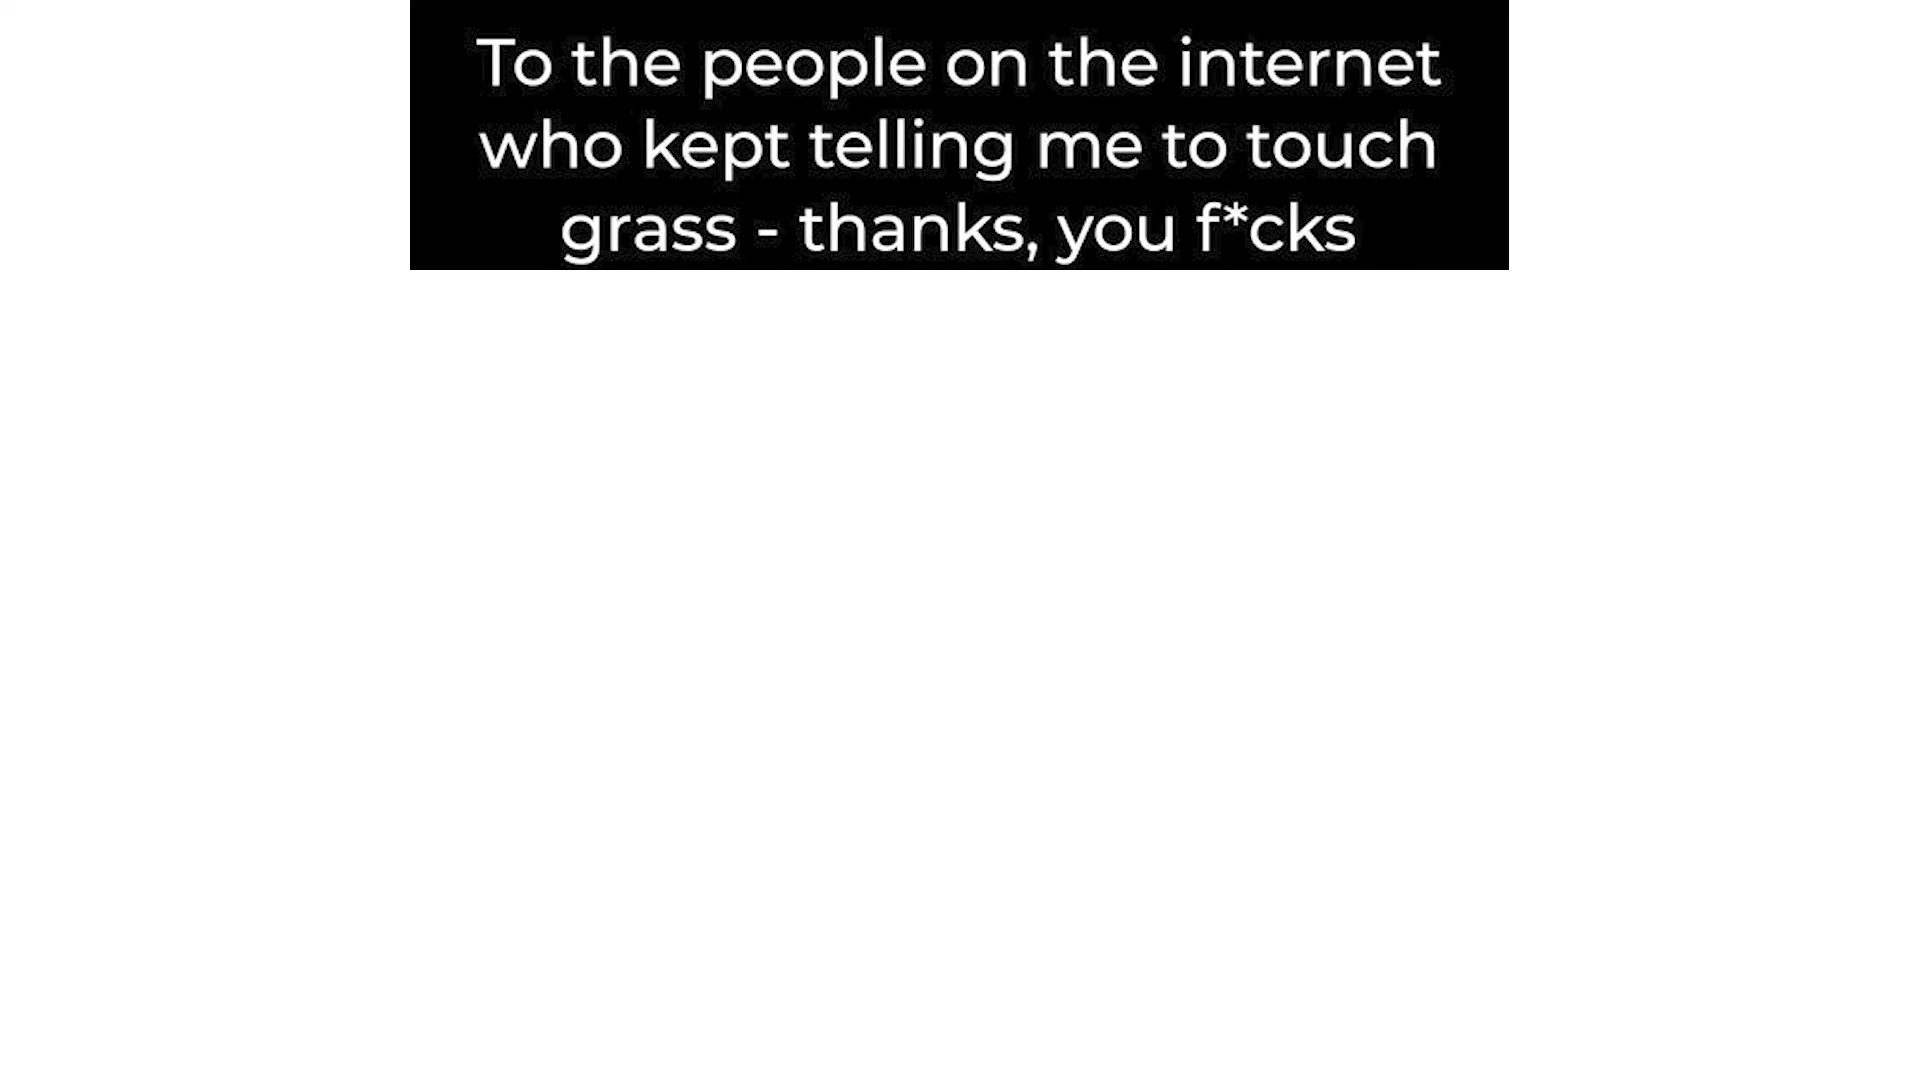 To the people on the internet
who kept telling me to touch
grass - thanks, you f*cks